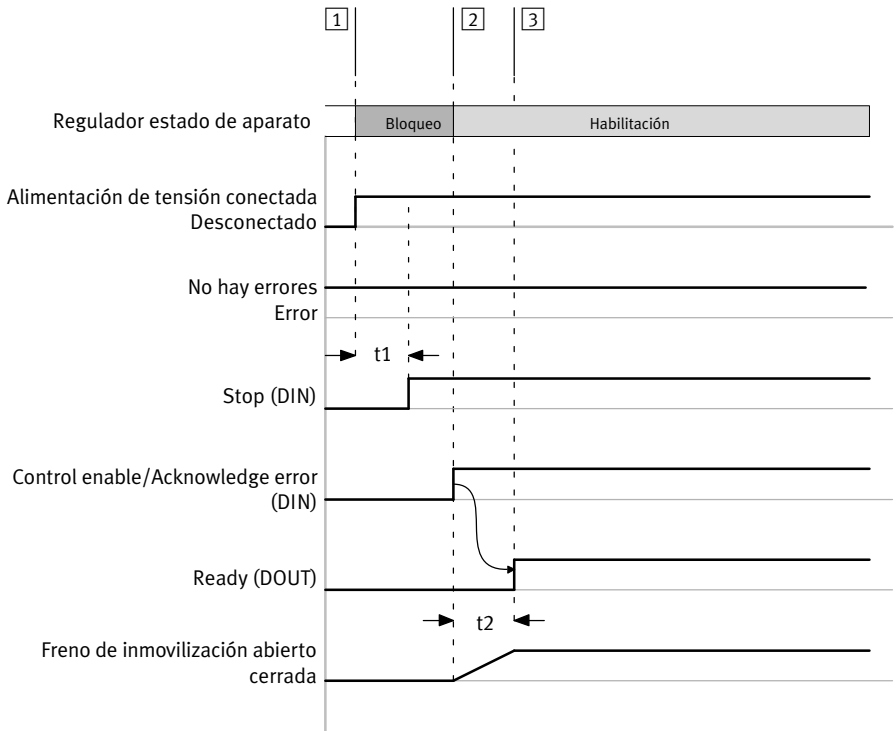 1 2 3
Regulador estado de aparato Bloqueo Habilitación
Alimentación de tensión conectada
Desconectado
No hay errores
Error
t1
Stop (DIN)
Control enable/Acknowledge error
(DIN)
Ready (DOUT)
t2
Freno de inmovilización abierto
cerrada